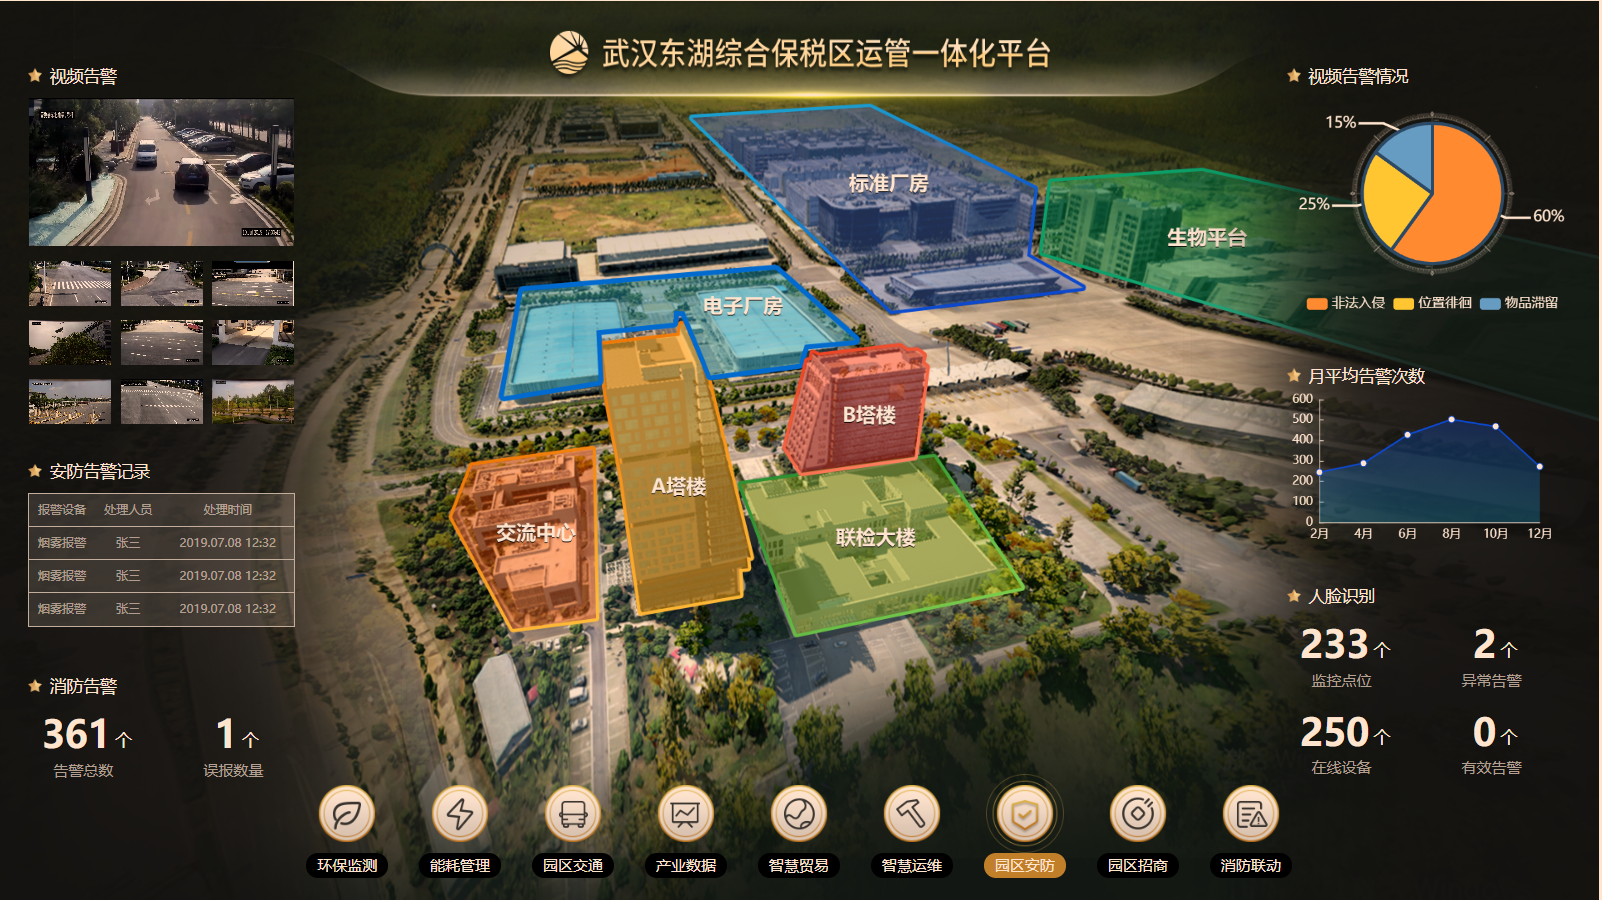 武汉东湖综合保税区运管一体化平台
视频告警
安防告警记录
报警设备 处理人员 处理时间
烟雾报警 张三 2019.07.08 12:32
烟雾报警 张三 2019.07.08 12:32
烟雾报警 张三 2019.07.08 12:32
消防告警
361个 1个
告警总数 误报数量
标准厂房
生物平台
电子厂房
B塔楼
A塔楼
交流中心
联检大楼
视频告警情况
15%
25%
60%
非法入侵 位置徘徊 物品滞留
月平均告警次数
600
500
400
300
200
100
0
2月 4月 6月 8月 10月 12月
人脸识别
233个 2个
监控点位 异常告警
250个 0个
在线设备 有效告警
环保监测 能耗管理 园区交通 产业数据 智慧贸易 智慧运维 园区安防 园区招商 消防联动